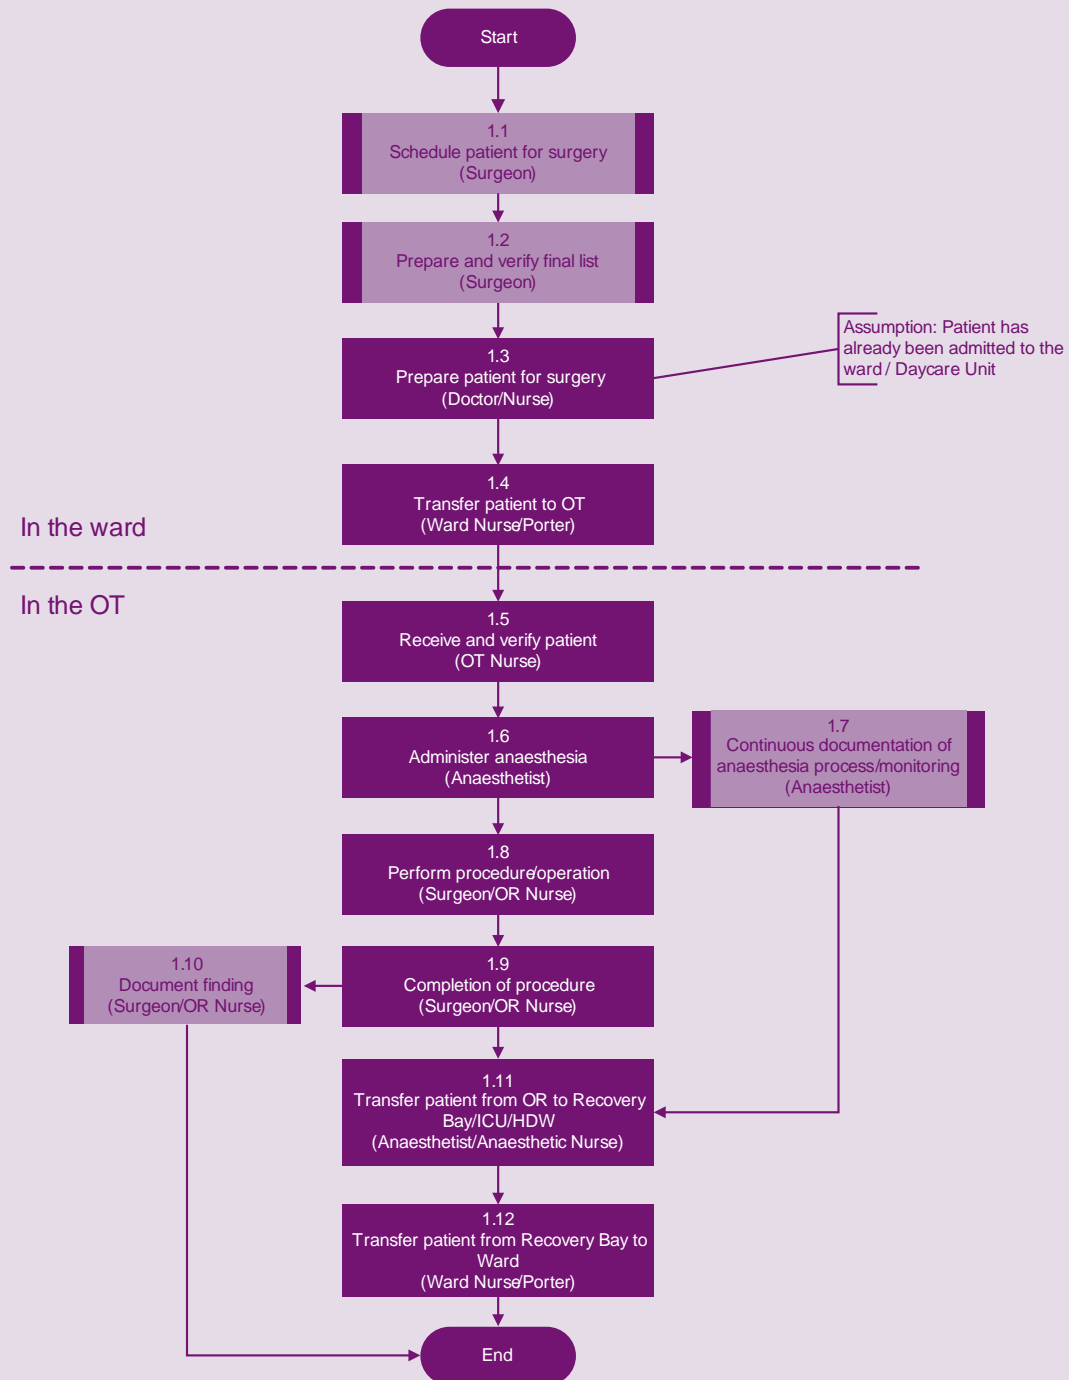 Start
1.1
Schedule patient for surgery
(Surgeon)
1.2
Prepare and verify final list
(Surgeon)
1.3
Prepare patient for surgery
(Doctor/Nurse)
Assumption: Patient has
already been admitted to the
ward / Daycare Unit
1.4
Transfer patient to OT
(Ward Nurse/Porter)
In the ward
In the OT
1.5
Receive and verify patient
(OT Nurse)
1.6
Administer anaesthesia
(Anaesthetist)
1.7
Continuous documentation of
anaesthesia process/monitoring
(Anaesthetist)
1.8
Perform procedure/operation
(Surgeon/OR Nurse)
1.9
Completion of procedure
(Surgeon/OR Nurse)
1.10
Document finding
(Surgeon/OR Nurse)
1.11
Transfer patient from OR to Recovery
Bay/ICU/HDW
(Anaesthetist/Anaesthetic Nurse)
1.12
Transfer patient from Recovery Bay to
Ward
(Ward Nurse/Porter)
End